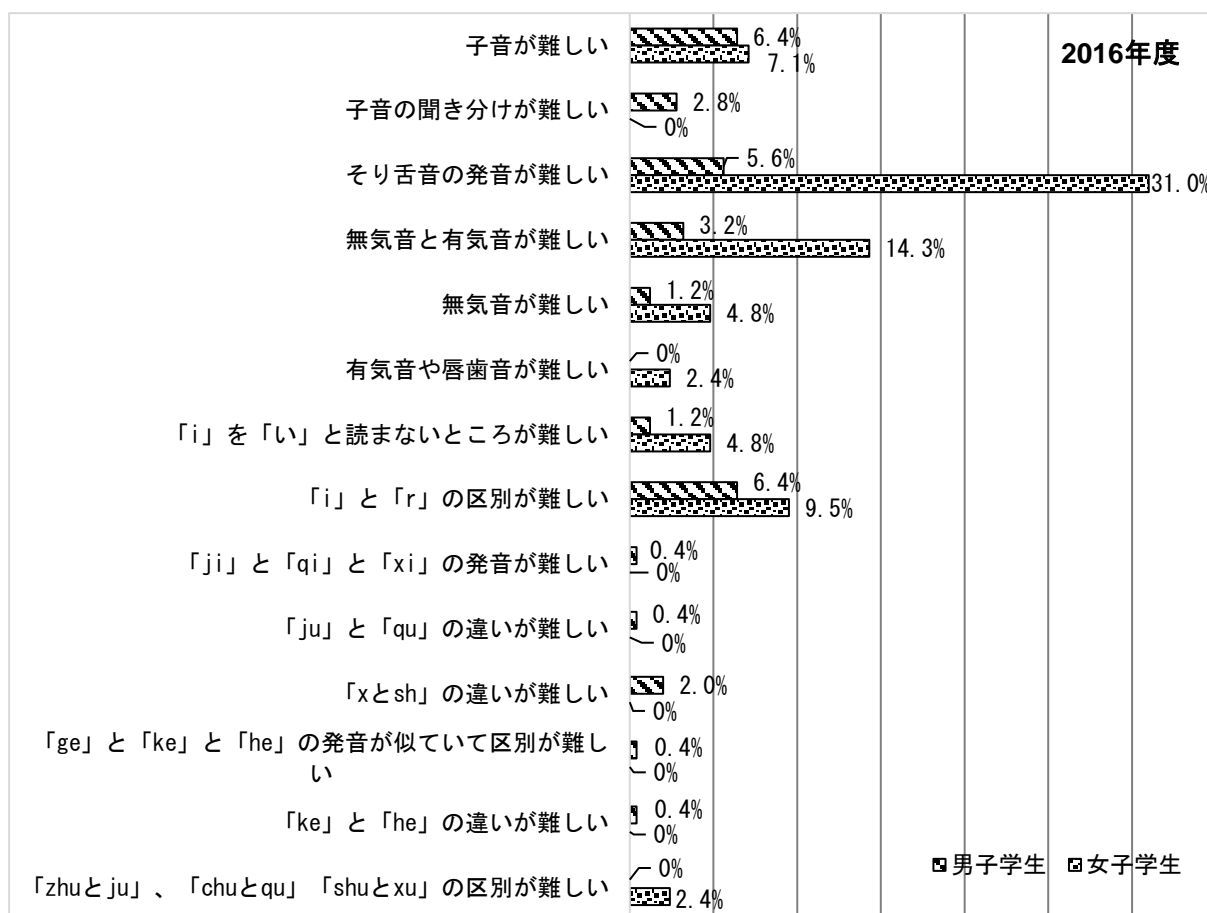 2016年度
子音が難しい
6.4%
7.1%
子音の聞き分けが難しい
2.8%
0%
そり舌音の発音が難しい
5.6%
31.0%
無気音と有気音が難しい
3.2%
14.3%
無気音が難しい
1.2%
4.8%
有気音や唇歯音が難しい
0%
2.4%
「i」を「い」と読まないところが難しい
1.2%
4.8%
「i」と「r」の区別が難しい
6.4%
9.5%
「ji」と「qi」と「xi」の発音が難しい
0.4%
0%
「ju」と「qu」の違いが難しい
0.4%
0%
「xとsh」の違いが難しい
2.0%
0%
「ge」と「ke」と「he」の発音が似ていて区別が難し
い
0.4%
0%
「ke」と「he」の違いが難しい
0.4%
0%
「zhuとju」、「chuとqu」「shuとxu」の区別が難しい
0%
2.4%
男子学生 女子学生